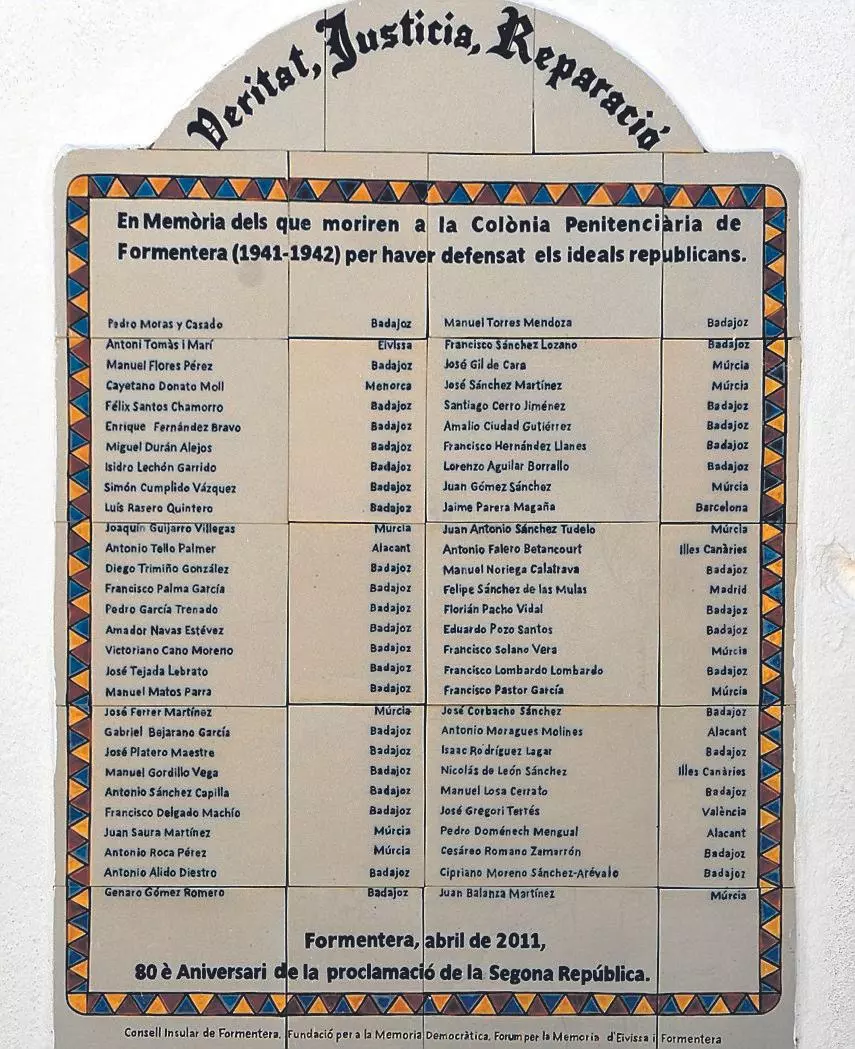 Veritat, Justicia, Reparació
En Memòria dels que moriren a la Colònia Penitenciària de
Formentera (1941-1942) per haver defensat els ideals republicans.
Pedro Moras y Casado Badajoz Manuel Torres Mendoza Badajoz
Antoni Tomàs i Marí Eivissa Francisco Sánchez Lozano Badajoz
Manuel Flores Pérez Badajoz José Gil de Cara Múrcia
Cayetano Donato Moll Menorca José Sánchez Martínez Múrcia
Félix Santos Chamorro Badajoz Santiago Cerro Jiménez Badajoz
Enrique Fernández Bravo Badajoz Amalio Ciudad Gutiérrez Badajoz
Miguel Durán Alejos Badajoz Francisco Hernández Llanes Badajoz
Isidro Lechón Garrido Badajoz Lorenzo Aguilar Borrallo Badajoz
Simón Cumplido Vázquez Badajoz Juan Gómez Sánchez Múrcia
Luís Rasero Quintero Badajoz Jaime Parera Magaña Barcelona
Joaquín Guijarro Villegas Múrcia Juan Antonio Sánchez Tudelo Múrcia
Antonio Tello Palmer Alacant Antonio Falero Betancourt Illes Canàries
Diego Trimiño González Badajoz Manuel Noriega Calatrava Badajoz
Francisco Palma García Badajoz Felipe Sánchez de las Mulas Madrid
Pedro García Trenado Badajoz Florián Pacho Vidal Badajoz
Amador Navas Estévez Badajoz Eduardo Pozo Santos Badajoz
Victoriano Cano Moreno Badajoz Francisco Solano Vera Múrcia
José Tejada Lebrato Badajoz Francisco Lombardo Lombardo Badajoz
Manuel Matos Parra Badajoz Francisco Pastor García Múrcia
José Ferrer Martínez Múrcia José Corbacho Sánchez Badajoz
Gabriel Bejarano García Badajoz Antonio Moragues Molines Alacant
José Platero Maestre Badajoz Isaac Rodríguez Lagar Badajoz
Manuel Gordillo Vega Badajoz Nicolás de León Sánchez Illes Canàries
Antonio Sánchez Capilla Badajoz Manuel Losa Cerrato Badajoz
Francisco Delgado Machío Badajoz José Gregori Terrés València
Juan Saura Martínez Múrcia Pedro Doménech Mengual Alacant
Antonio Roca Pérez Múrcia Cesáreo Romano Zamarrón Badajoz
Antonio Alido Diestro Badajoz Cipriano Moreno Sánchez-Arévalo Badajoz
Genaro Gómez Romero Badajoz Juan Balanza Martínez Múrcia
Formentera, abril de 2011,
80 è Aniversari de la proclamació de la Segona República.
Consell Insular de Formentera, Fundació per a la Memoria Democràtica, Forum per la Memoria d'Eivissa i Formentera